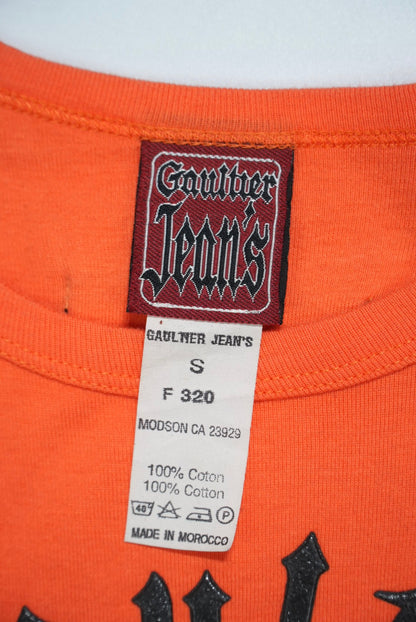 Gaultier
Jean's
GAULTIER JEAN'S
S
F 320
MODSON CA 23929
100% Coton
100% Cotton
40°
P
MADE IN MOROCCO